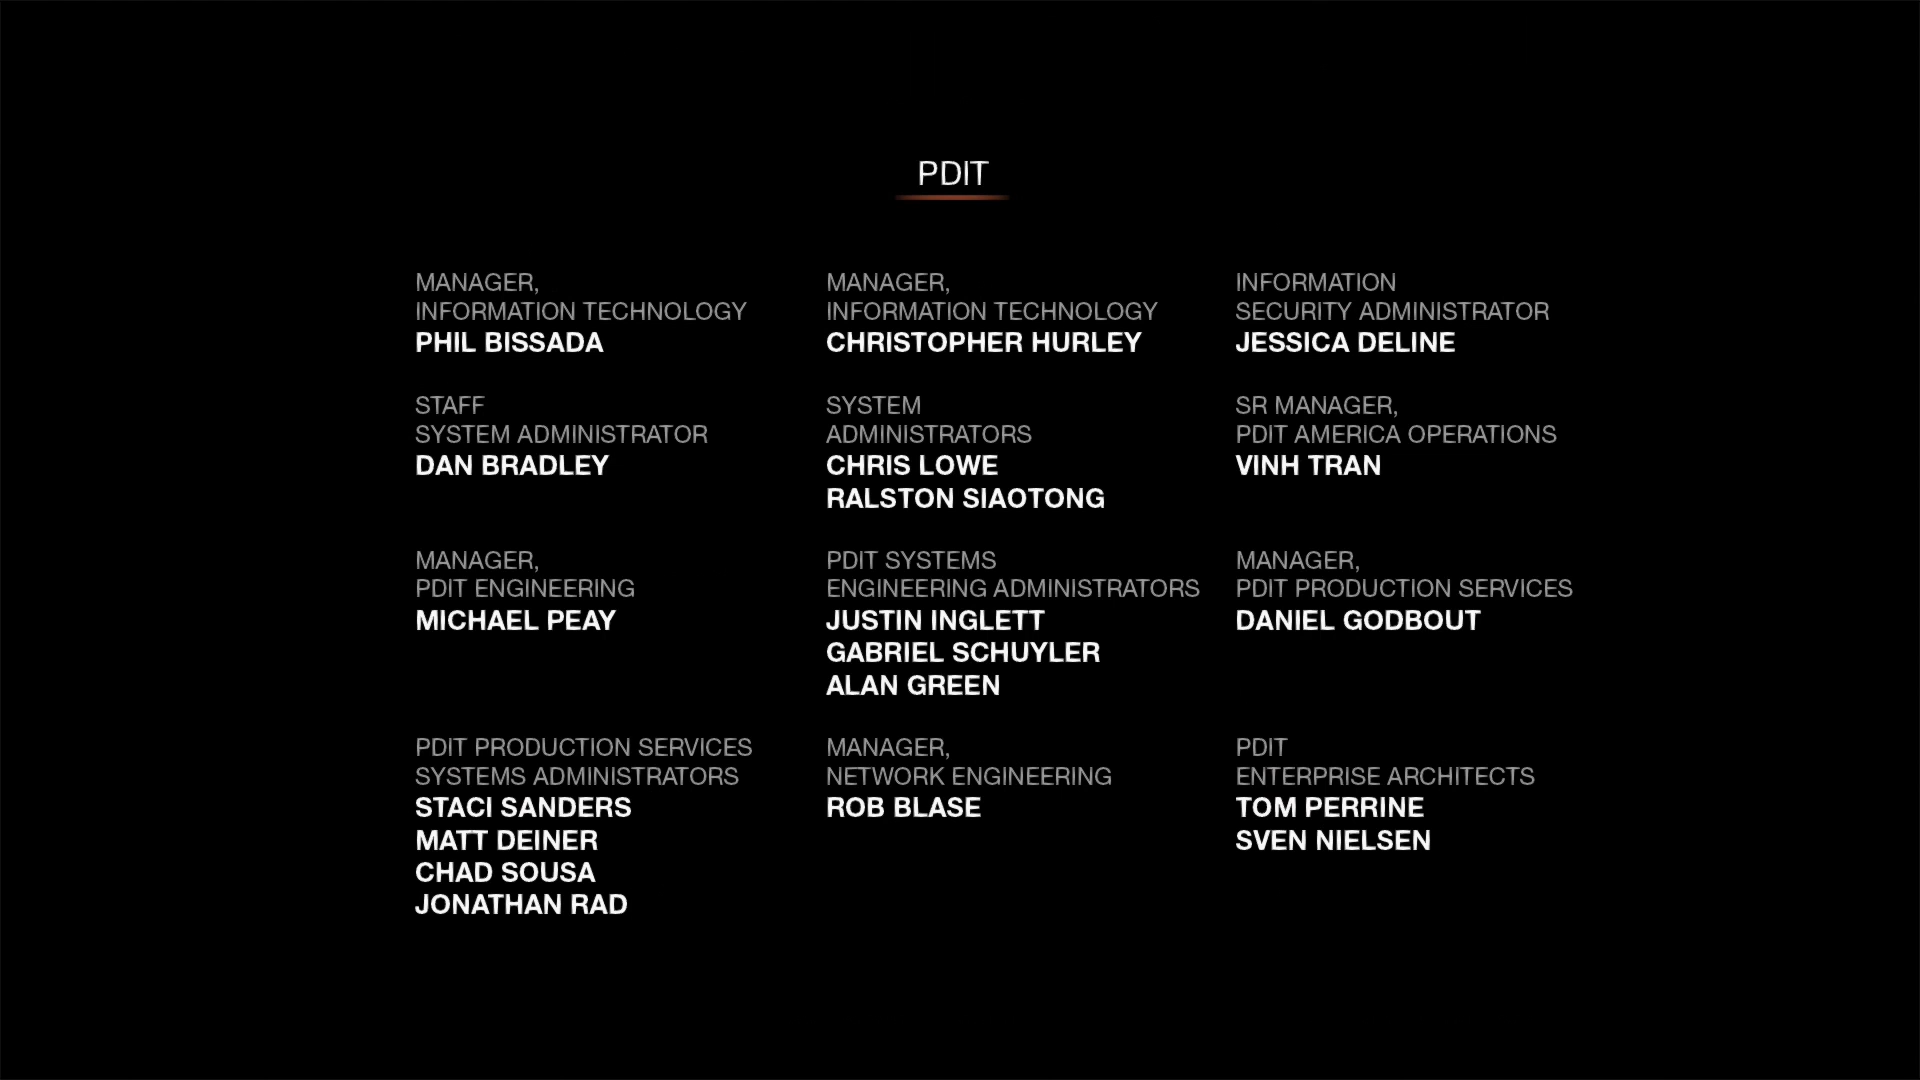 PDIT
MANAGER,
INFORMATION TECHNOLOGY
PHIL BISSADA
MANAGER,
INFORMATION TECHNOLOGY
CHRISTOPHER HURLEY
INFORMATION
SECURITY ADMINISTRATOR
JESSICA DELINE
STAFF
SYSTEM ADMINISTRATOR
DAN BRADLEY
SYSTEM
ADMINISTRATORS
CHRIS LOWE
RALSTON SIAOTONG
SR MANAGER,
PDIT AMERICA OPERATIONS
VINH TRAN
MANAGER,
PDIT ENGINEERING
MICHAEL PEAY
PDIT SYSTEMS
ENGINEERING ADMINISTRATORS
JUSTIN INGLETT
GABRIEL SCHUYLER
ALAN GREEN
MANAGER,
PDIT PRODUCTION SERVICES
DANIEL GODBOUT
PDIT PRODUCTION SERVICES
SYSTEMS ADMINISTRATORS
STACI SANDERS
MATT DEINER
CHAD SOUSA
JONATHAN RAD
MANAGER,
NETWORK ENGINEERING
ROB BLASE
PDIT
ENTERPRISE ARCHITECTS
TOM PERRINE
SVEN NIELSEN